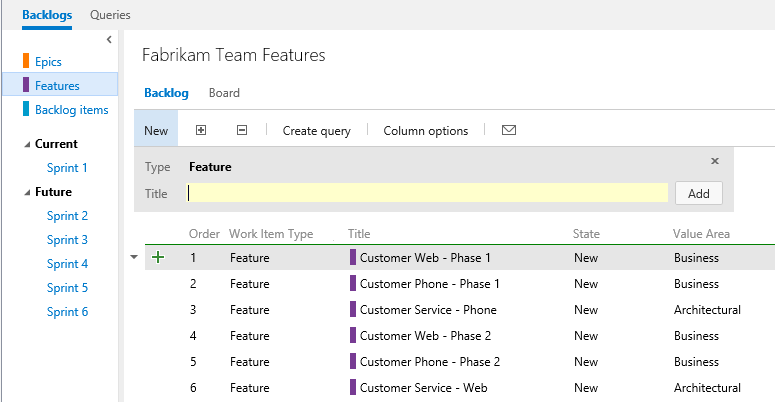 Backlogs Queries
Epics
Features
Backlog items
Current
Sprint 1
Future
Sprint 2
Sprint 3
Sprint 4
Sprint 5
Sprint 6
Fabrikam Team Features
Backlog Board
New Create query Column options
Type Feature
Title Add
Order Work Item Type Title State Value Area
1 Feature Customer Web - Phase 1 New Business
2 Feature Customer Phone - Phase 1 New Business
3 Feature Customer Service - Phone New Architectural
4 Feature Customer Web - Phase 2 New Business
5 Feature Customer Phone - Phase 2 New Business
6 Feature Customer Service - Web New Architectural